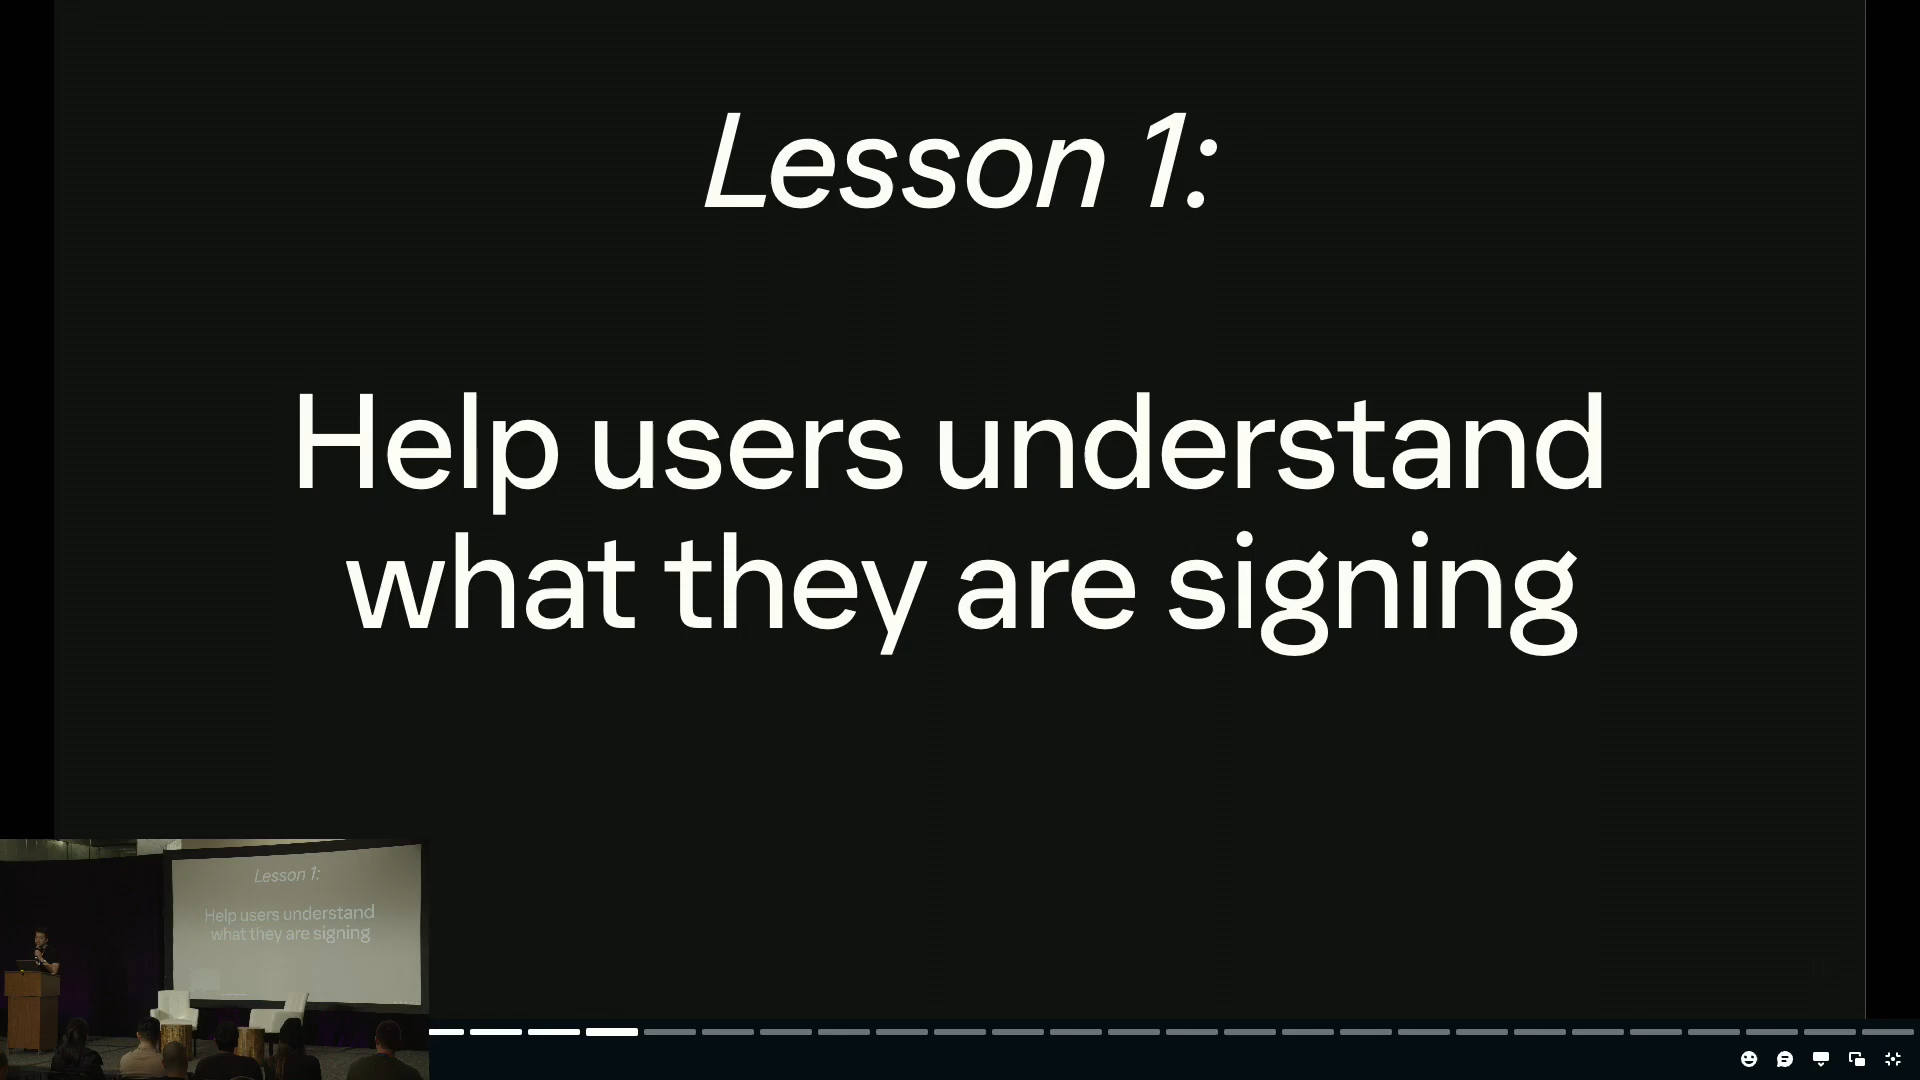 Lesson 1:
Help users understand
what they are signing
Lesson 1:
Help users understand
what they are signing